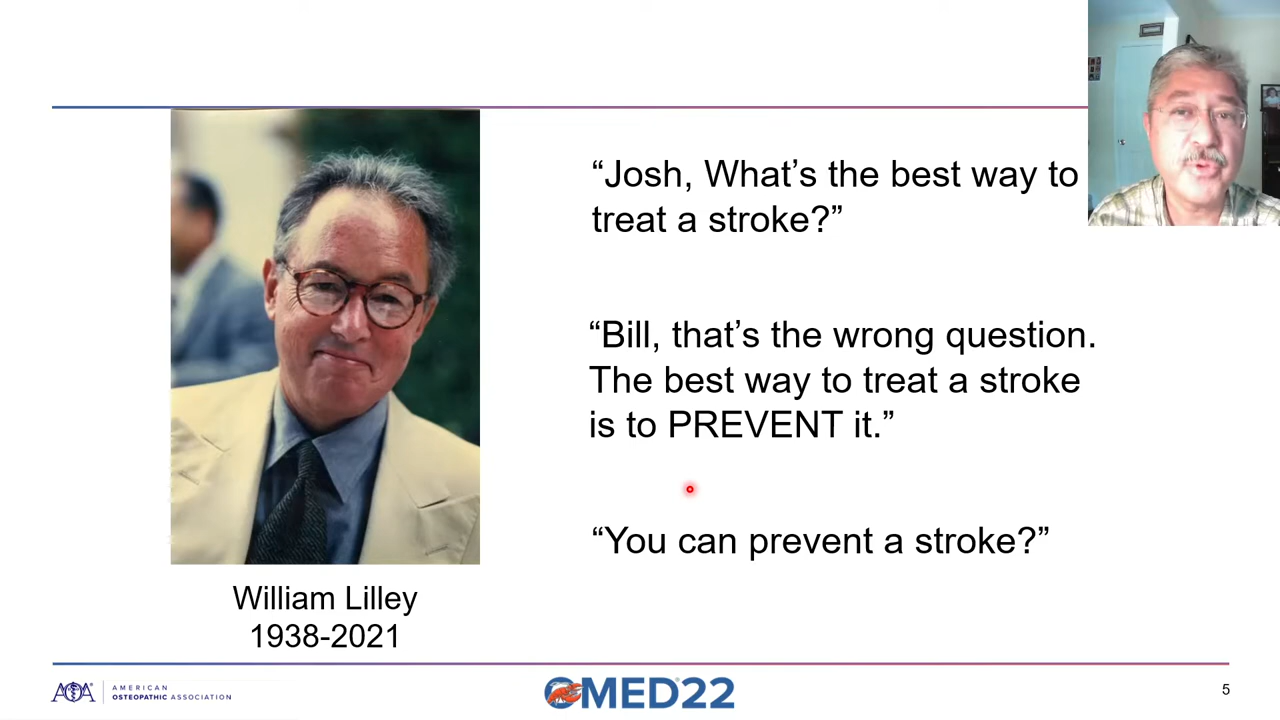 “Josh, What’s the best way to
treat a stroke?”
“Bill, that’s the wrong question.
The best way to treat a stroke
is to PREVENT it.”
“You can prevent a stroke?”
William Lilley
1938-2021
AOA
AMERICAN
OSTEOPATHIC ASSOCIATION
OMED22
5